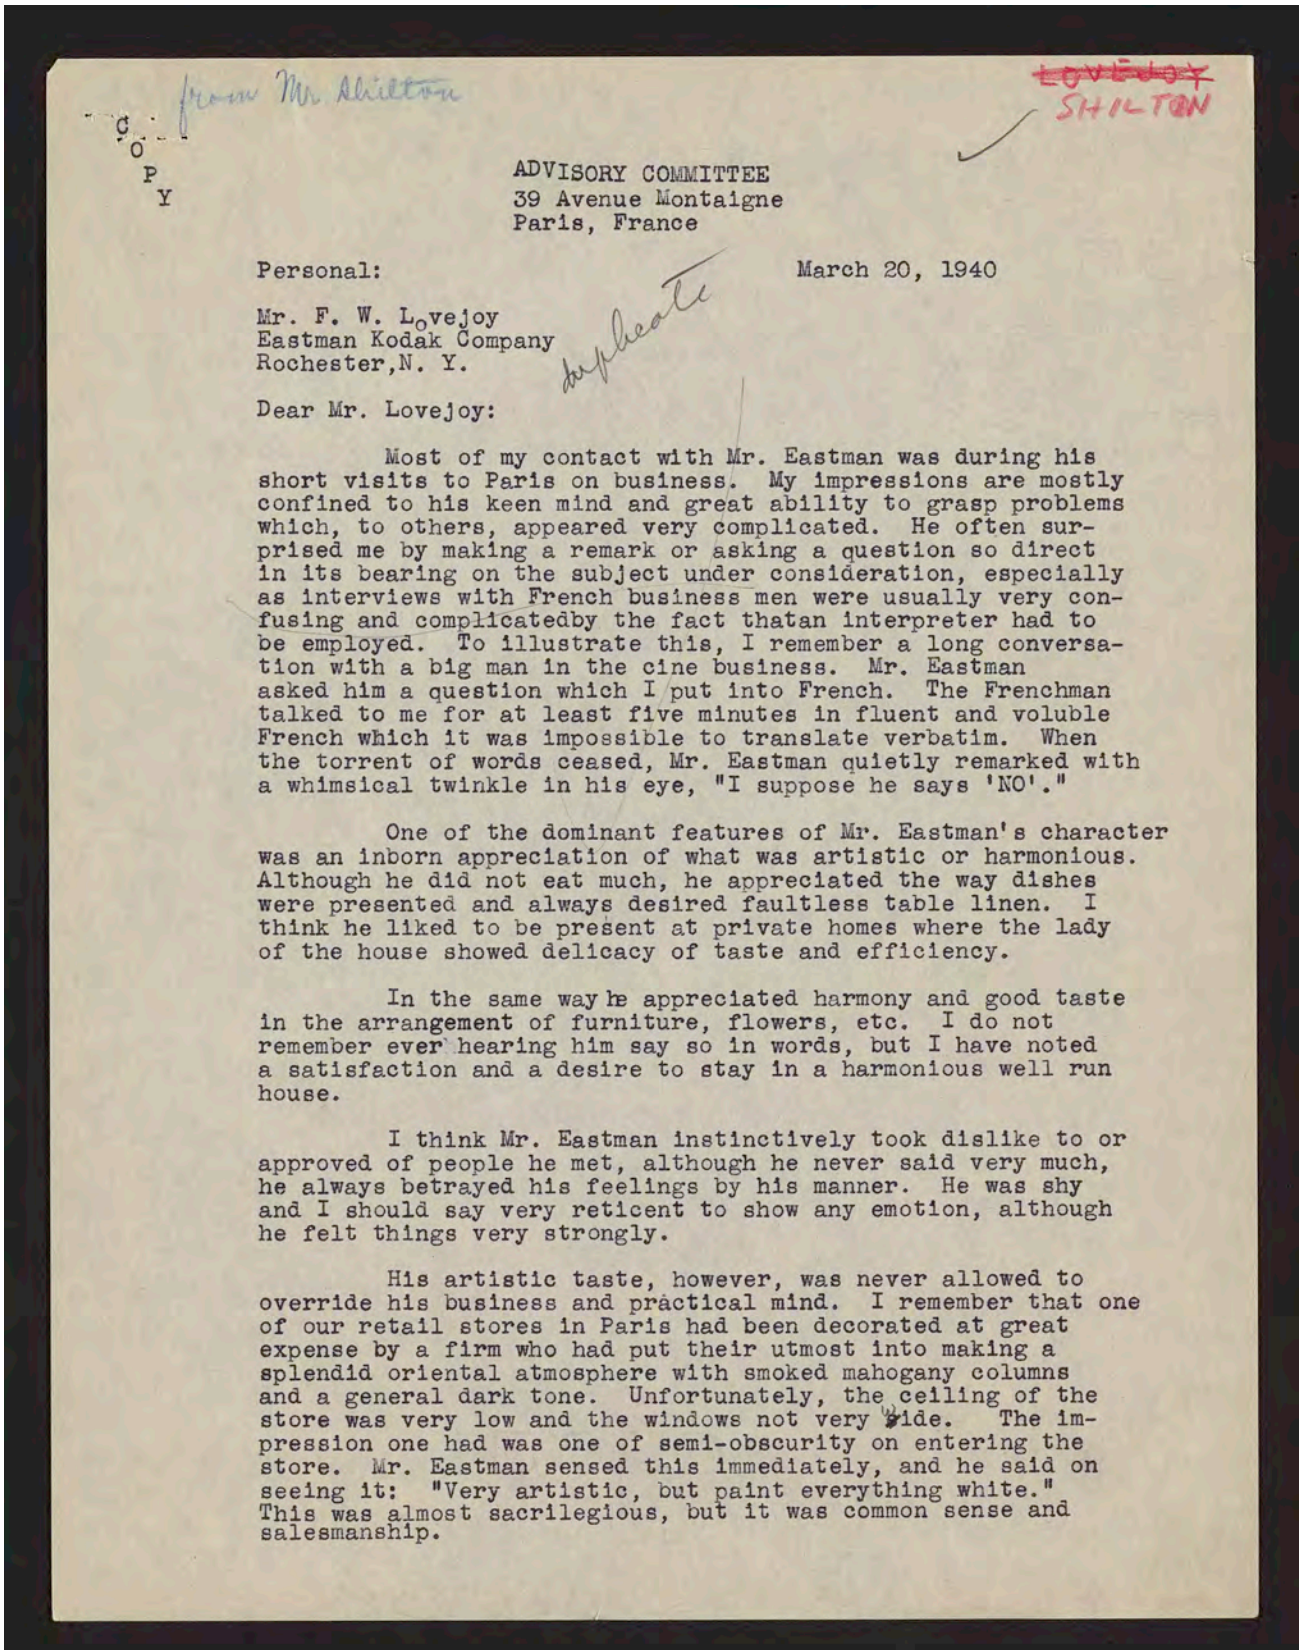 from Mr. Shilton
LOVEJOY
SHILTON
C
O
P
Y
ADVISORY COMMITTEE
39 Avenue Montaigne
Paris, France
Personal:
March 20, 1940
Mr. F. W. Lovejoy
Eastman Kodak Company
Rochester,N. Y.
duplicate
Dear Mr. Lovejoy:
Most of my contact with Mr. Eastman was during his
short visits to Paris on business. My impressions are mostly
confined to his keen mind and great ability to grasp problems
which, to others, appeared very complicated. He often sur-
prised me by making a remark or asking a question so direct
in its bearing on the subject under consideration, especially
as interviews with French business men were usually very con-
fusing and complicatedby the fact thatan interpreter had to
be employed. To illustrate this, I remember a long conversa-
tion with a big man in the cine business. Mr. Eastman
asked him a question which I put into French. The Frenchman
talked to me for at least five minutes in fluent and voluble
French which it was impossible to translate verbatim. When
the torrent of words ceased, Mr. Eastman quietly remarked with
a whimsical twinkle in his eye, "I suppose he says 'NO'."
One of the dominant features of Mr. Eastman's character
was an inborn appreciation of what was artistic or harmonious.
Although he did not eat much, he appreciated the way dishes
were presented and always desired faultless table linen. I
think he liked to be present at private homes where the lady
of the house showed delicacy of taste and efficiency.
In the same way he appreciated harmony and good taste
in the arrangement of furniture, flowers, etc. I do not
remember ever hearing him say so in words, but I have noted
a satisfaction and a desire to stay in a harmonious well run
house.
I think Mr. Eastman instinctively took dislike to or
approved of people he met, although he never said very much,
he always betrayed his feelings by his manner. He was shy
and I should say very reticent to show any emotion, although
he felt things very strongly.
His artistic taste, however, was never allowed to
override his business and practical mind. I remember that one
of our retail stores in Paris had been decorated at great
expense by a firm who had put their utmost into making a
splendid oriental atmosphere with smoked mahogany columns
and a general dark tone. Unfortunately, the ceiling of the
store was very low and the windows not very wide. The im-
pression one had was one of semi-obscurity on entering the
store. Mr. Eastman sensed this immediately, and he said on
seeing it: "Very artistic, but paint everything white."
This was almost sacrilegious, but it was common sense and
salesmanship.